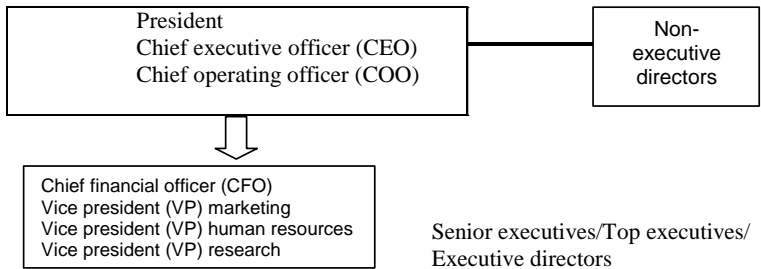 President
Chief executive officer (CEO)
Chief operating officer (COO)
Non-
executive
directors
Chief financial officer (CFO)
Vice president (VP) marketing
Vice president (VP) human resources
Vice president (VP) research
Senior executives/Top executives/
Executive directors